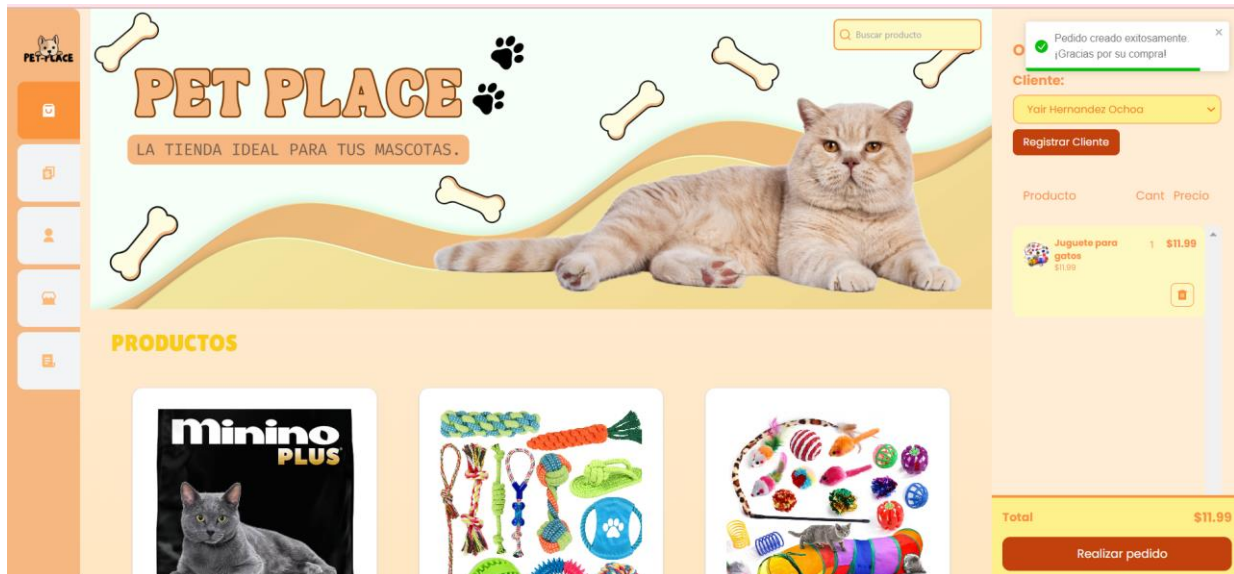 PET-PLACE
PET PLACE
LA TIENDA IDEAL PARA TUS MASCOTAS.
Buscar producto
PRODUCTOS
Minino
PLUS
Pedido creado exitosamente.
¡Gracias por su compra!
O
Cliente:
Yair Hernandez Ochoa
Registrar Cliente
Producto Cant Precio
Juguete para 1 $11.99
gatos
$11.99
Total $11.99
Realizar pedido